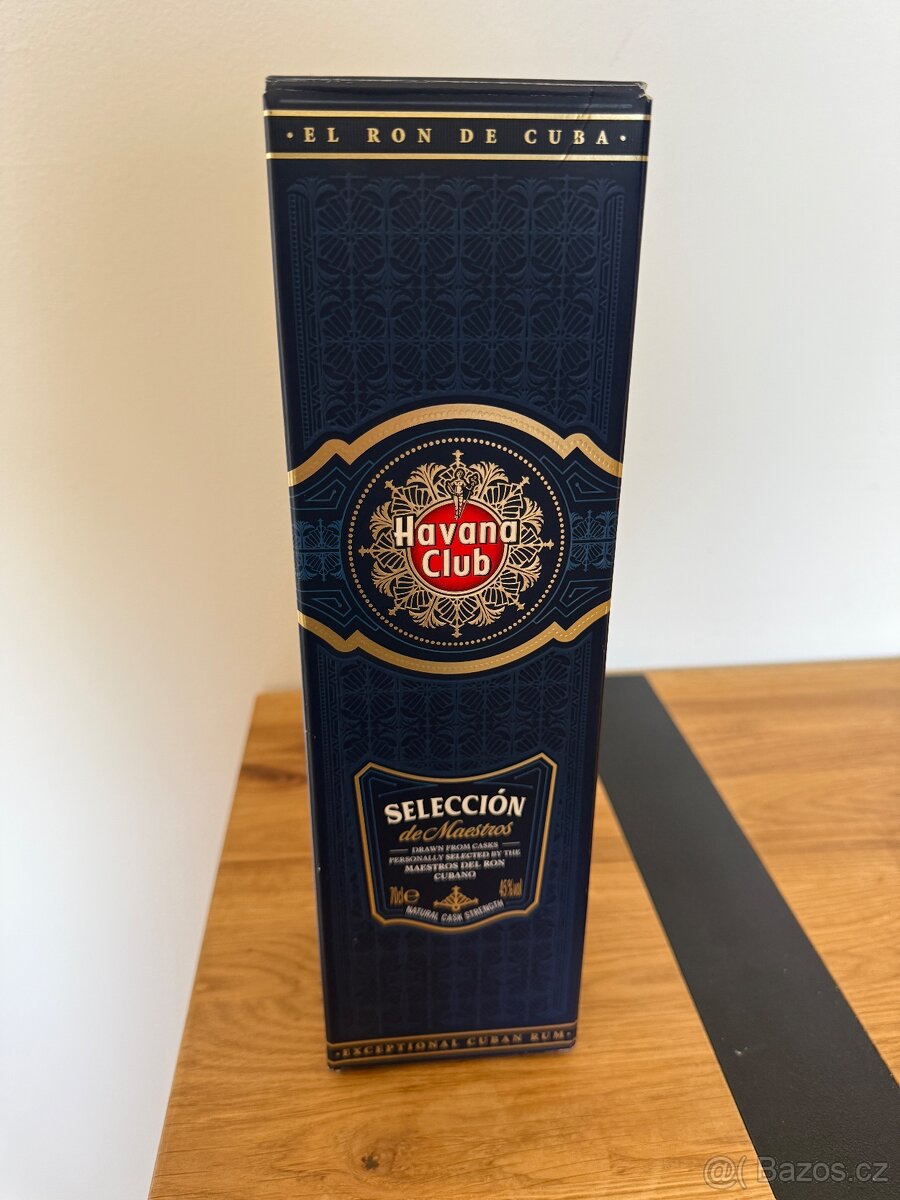 • EL RON DE CUBA •
Havana
Club
SELECCIÓN
de Maestros
DRAWN FROM CASKS
PERSONALLY SELECTED BY THE
MAESTROS DEL RON
CUBANO
70cl e 45%vol
NATURAL CASK STRENGTH
• EXCEPTIONAL CUBAN RUM •
@( Bazos.cz